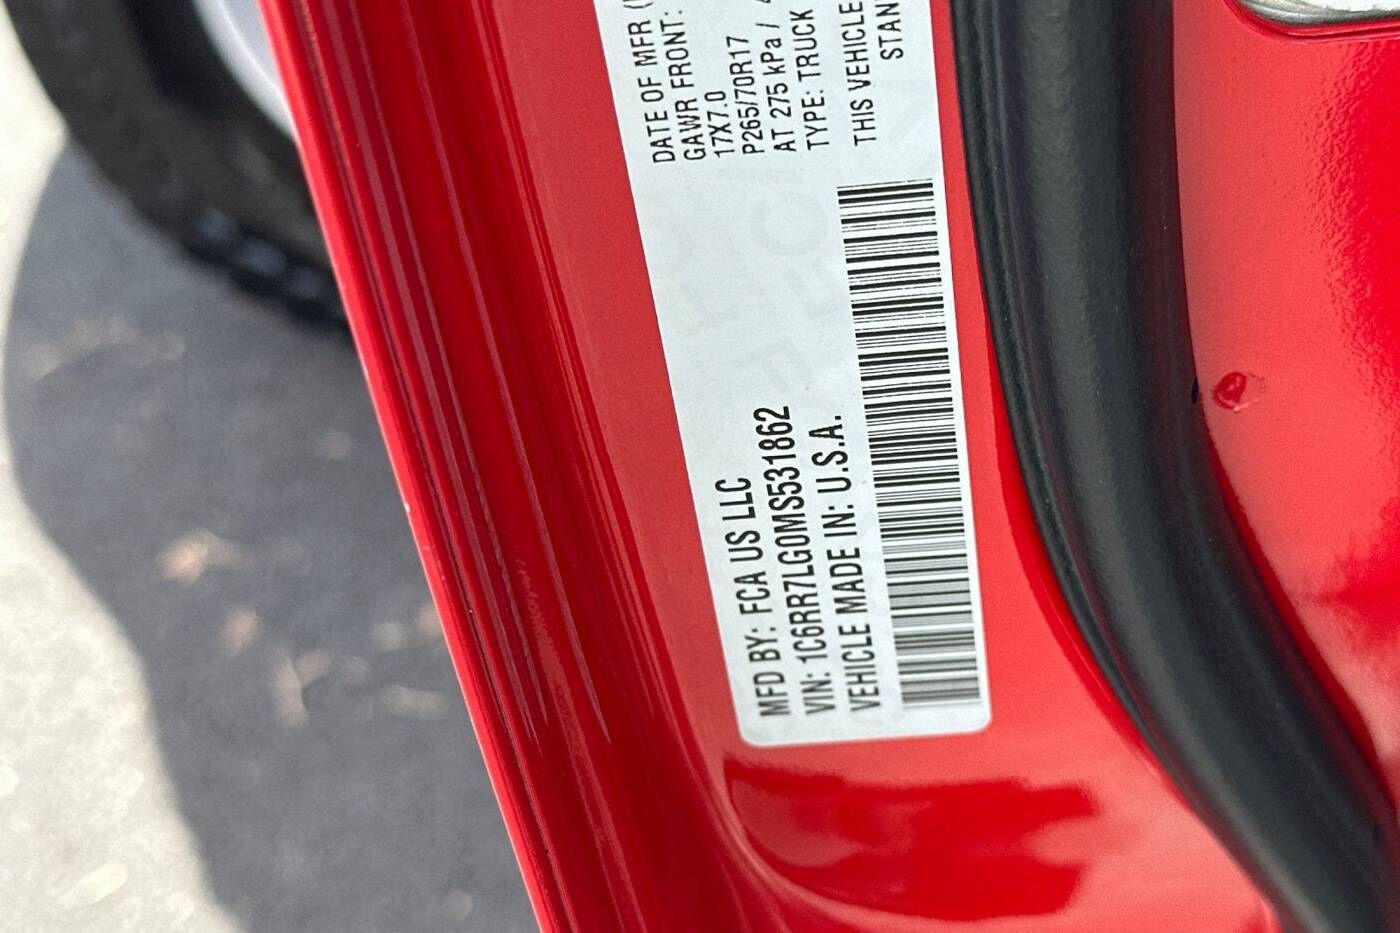 DATE OF MFR
GAWR FRONT:
17X7.0
P265/70R17
AT 275 kPa /
TYPE: TRUCK
THIS VEHICLE
STAN
MFD BY: FCA US LLC
VIN: 1C6RR7LG0MS531862
VEHICLE MADE IN: U.S.A.